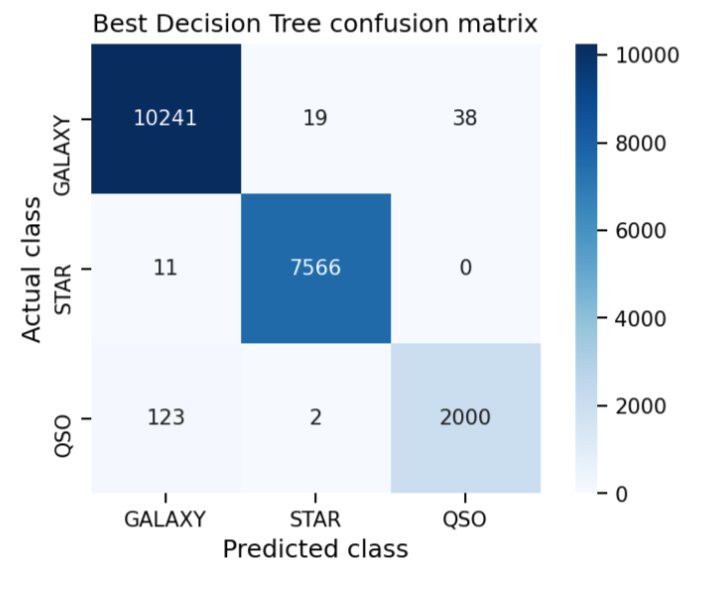 Best Decision Tree confusion matrix
10000
8000
6000
4000
2000
0
Actual class
GALAXY
STAR
QSO
10241 19 38
11 7566 0
123 2 2000
GALAXY STAR QSO
Predicted class